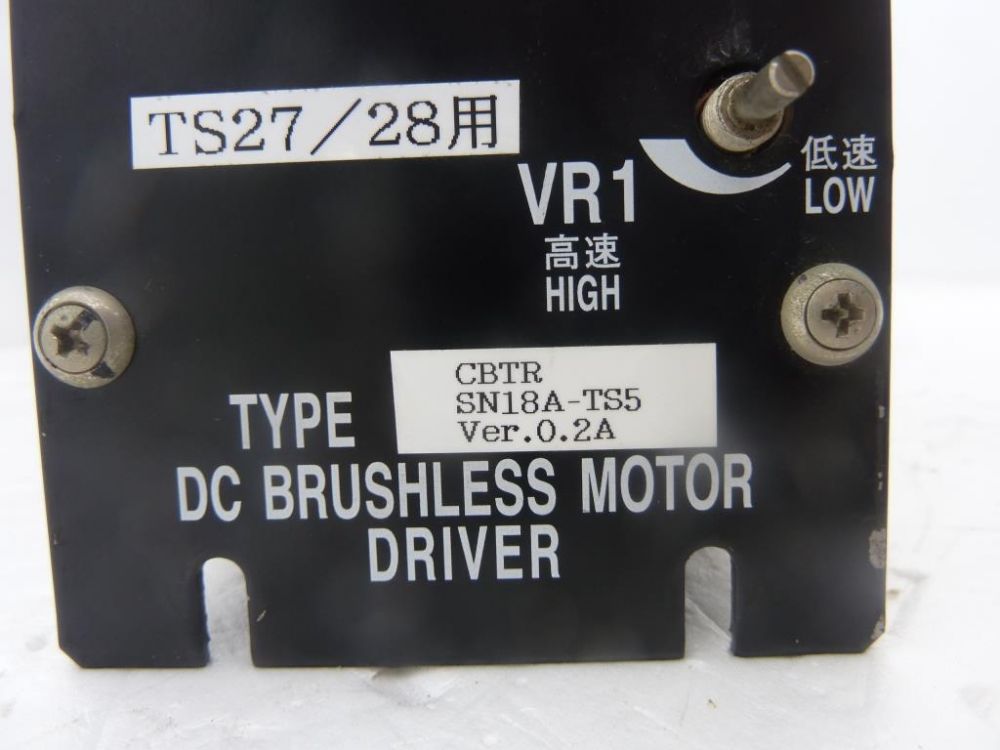 TS27／28用
VR1
低速
LOW
高速
HIGH
TYPE
CBTR
SN18A-TS5
Ver.0.2A
DC BRUSHLESS MOTOR
DRIVER